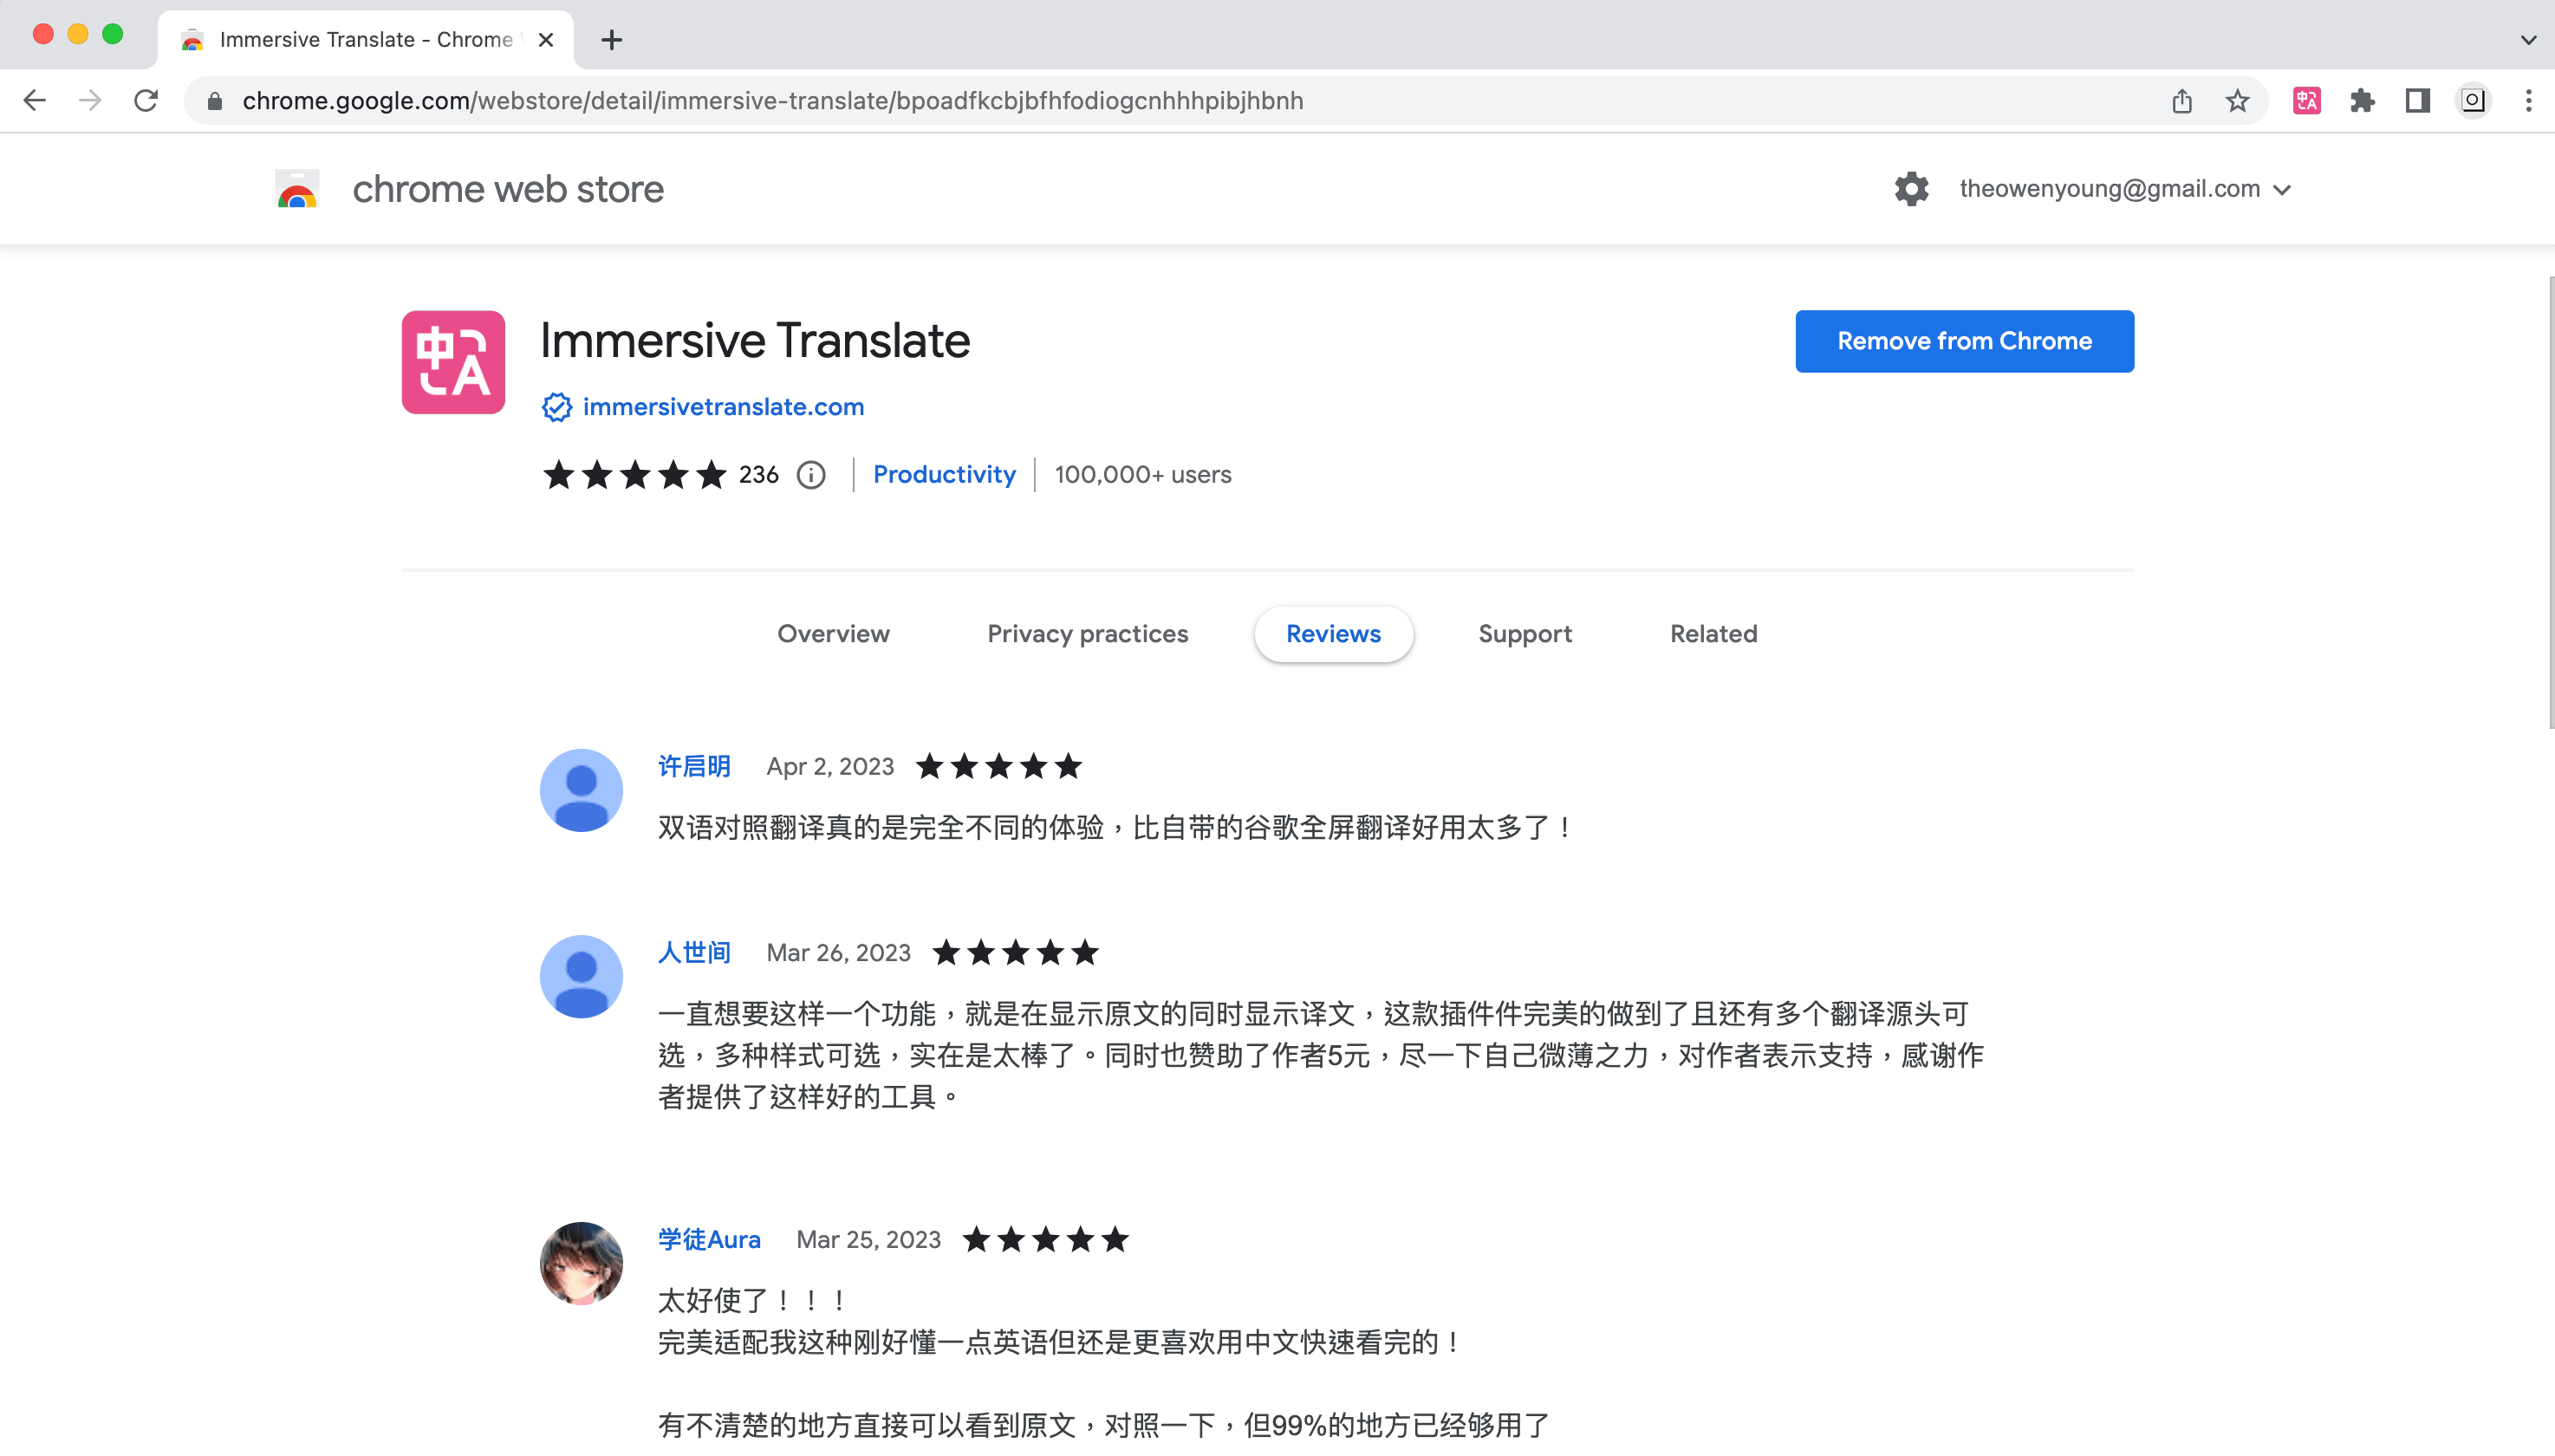 Immersive Translate - Chrome
chrome.google.com/webstore/detail/immersive-translate/bpoadfkcbjbfhfodiogcnhhhpibjhbnh
中A
chrome web store
theowenyoung@gmail.com
中A
Immersive Translate
Remove from Chrome
immersivetranslate.com
236
Productivity
100,000+ users
Overview
Privacy practices
Reviews
Support
Related
许启明 Apr 2, 2023
双语对照翻译真的是完全不同的体验，比自带的谷歌全屏翻译好用太多了！
人世间 Mar 26, 2023
一直想要这样一个功能，就是在显示原文的同时显示译文，这款插件件完美的做到了且还有多个翻译源头可
选，多种样式可选，实在是太棒了。同时也赞助了作者5元，尽一下自己微薄之力，对作者表示支持，感谢作
者提供了这样好的工具。
学徒Aura Mar 25, 2023
太好使了！！！
完美适配我这种刚好懂一点英语但还是更喜欢用中文快速看完的！
有不清楚的地方直接可以看到原文，对照一下，但99%的地方已经够用了